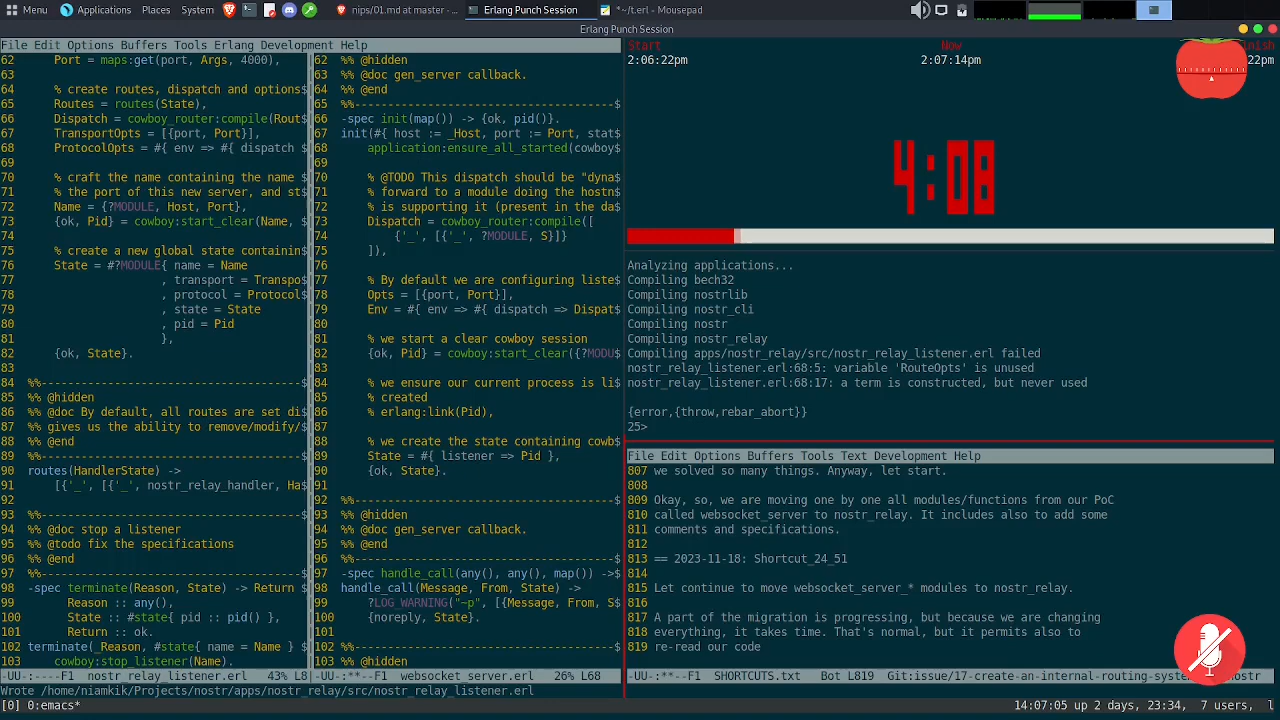 Menu Applications Places System nips/01.md at master - Erlang Punch Session *~/t.erl - Mousepad
Erlang Punch Session
File Edit Options Buffers Tools Erlang Development Help
62 Port = maps:get(port, Args, 4000),
63
64 % create routes, dispatch and options$
65 Routes = routes(State),
66 Dispatch = cowboy_router:compile(Rout$
67 TransportOpts = [{port, Port}],
68 ProtocolOpts = #{ env => #{ dispatch $
69
70 % craft the name containing the name $
71 % the port of this new server, and st$
72 Name = {?MODULE, Host, Port},
73 {ok, Pid} = cowboy:start_clear(Name, $
74
75 % create a new global state containin$
76 State = #?MODULE{ name = Name
77 , transport = Transpo$
78 , protocol = Protocol$
79 , state = State
80 , pid = Pid
81 },
82 {ok, State}.
83
84 %%-----------------------------------$
85 %% @hidden
86 %% @doc By default, all routes are set di$
87 %% gives us the ability to remove/modify/$
88 %% @end
89 %%-----------------------------------$
90 routes(HandlerState) ->
91 [{'_', [{'_', nostr_relay_handler, Ha$
92
93 %%-----------------------------------$
94 %% @doc stop a listener
95 %% @todo fix the specifications
96 %% @end
97 %%-----------------------------------$
98 -spec terminate(Reason, State) -> Return $
99 Reason :: any(),
100 State :: #state{ pid :: pid() },
101 Return :: ok.
102 terminate(_Reason, #state{ name = Name } $
103 cowboy:stop_listener(Name).
-UU-:----F1 nostr_relay_listener.erl 43% L8
62 %% @hidden
63 %% @doc gen_server callback.
64 %% @end
65 %%-----------------------------------$
66 -spec init(map()) -> {ok, pid()}.
67 init(#{ host := _Host, port := Port, stat$
68 application:ensure_all_started(cowboy$
69
70 % @TODO This dispatch should be "dyna$
71 % forward to a module doing the hostn$
72 % is supporting it (present in the da$
73 Dispatch = cowboy_router:compile([
74 {'_', [{'_', ?MODULE, S}]}
75 ]),
76
77 % By default we are configuring liste$
78 Opts = [{port, Port}],
79 Env = #{ env => #{ dispatch => Dispat$
80
81 % we start a clear cowboy session
82 {ok, Pid} = cowboy:start_clear({?MODU$
83
84 % we ensure our current process is li$
85 % created
86 % erlang:link(Pid),
87
88 % we create the state containing cowb$
89 State = #{ listener => Pid },
90 {ok, State}.
91
92 %%-----------------------------------$
93 %% @hidden
94 %% @doc gen_server callback.
95 %% @end
96 %%-----------------------------------$
97 -spec handle_call(any(), any(), map()) ->$
98 handle_call(Message, From, State) ->
99 ?LOG_WARNING("~p", [{Message, From, S$
100 {noreply, State}.
101
102 %%-----------------------------------$
103 %% @hidden
-UU-:**--F1 websocket_server.erl 26% L68
Wrote /home/niamkik/Projects/nostr/apps/nostr_relay/src/nostr_relay_listener.erl
Start Now
2:06:22pm 2:07:14pm 22pm
4:08
Analyzing applications...
Compiling bech32
Compiling nostrlib
Compiling nostr_cli
Compiling nostr
Compiling nostr_relay
Compiling apps/nostr_relay/src/nostr_relay_listener.erl failed
nostr_relay_listener.erl:68:5: variable 'RouteOpts' is unused
nostr_relay_listener.erl:68:17: a term is constructed, but never used
{error,{throw,rebar_abort}}
25>
File Edit Options Buffers Tools Text Development Help
807 we solved so many things. Anyway, let start.
808
809 Okay, so, we are moving one by one all modules/functions from our PoC
810 called websocket_server to nostr_relay. It includes also to add some
811 comments and specifications.
812
813 == 2023-11-18: Shortcut_24_51
814
815 Let continue to move websocket_server_* modules to nostr_relay.
816
817 A part of the migration is progressing, but because we are changing
818 everything, it takes time. That's normal, but it permits also to
819 re-read our code
-UU-:**--F1 SHORTCUTS.txt Bot L819 Git:issue/17-create-an-internal-routing-syste
[0] 0:emacs* 14:07:05 up 2 days, 23:34, 7 users, l